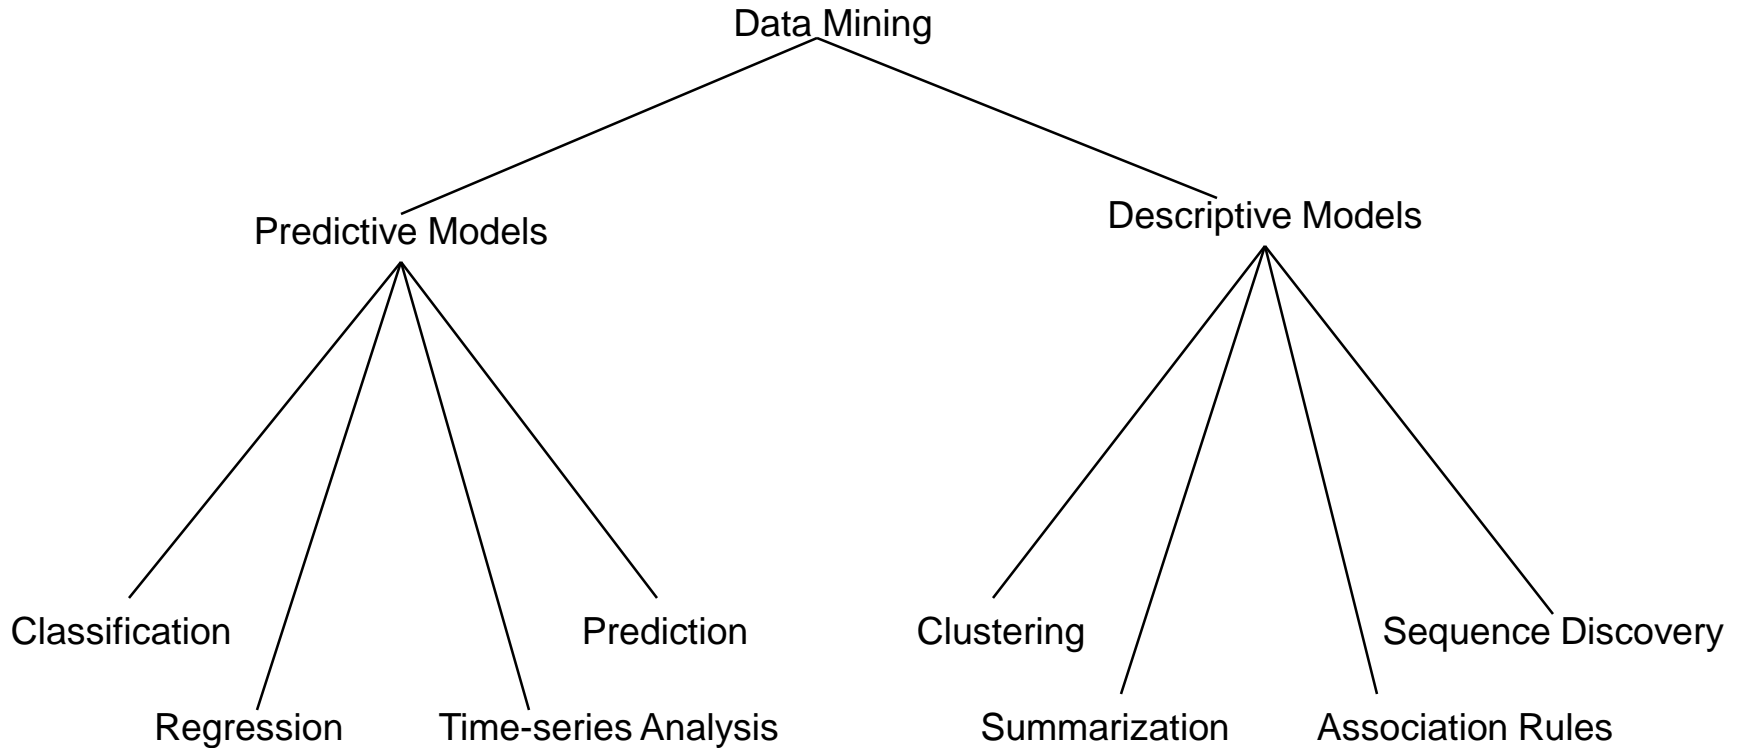 Data Mining
Predictive Models
Descriptive Models
Classification
Prediction
Clustering
Sequence Discovery
Regression
Time-series Analysis
Summarization
Association Rules